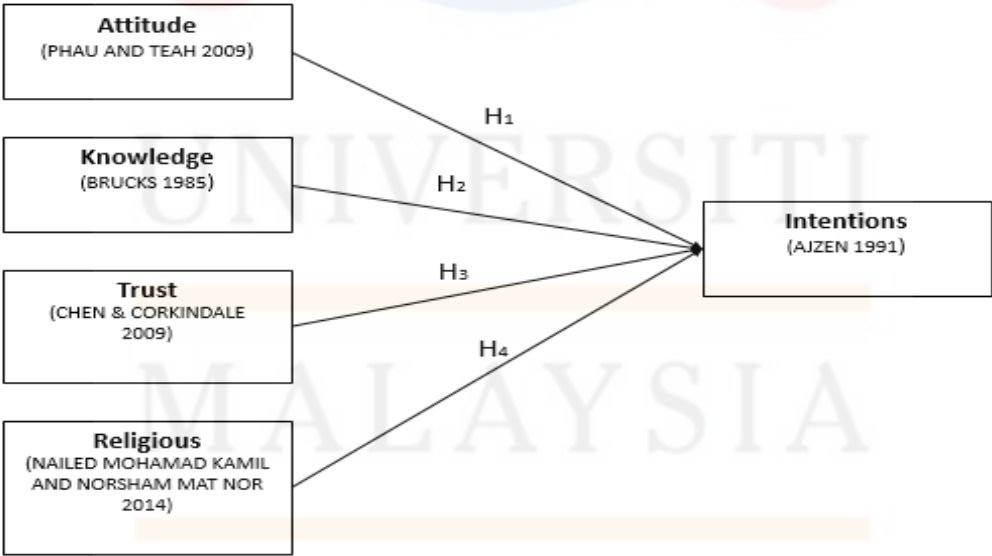 Attitude
(PHAU AND TEAH 2009)
H₁
Knowledge
(BRUCKS 1985)
H₂
Trust
(CHEN & CORKINDALE
2009)
H₃
Religious
(NAILED MOHAMAD KAMIL
AND NORSHAM MAT NOR
2014)
H₄
Intentions
(AJZEN 1991)
UNIVERSITI
MALAYSIA